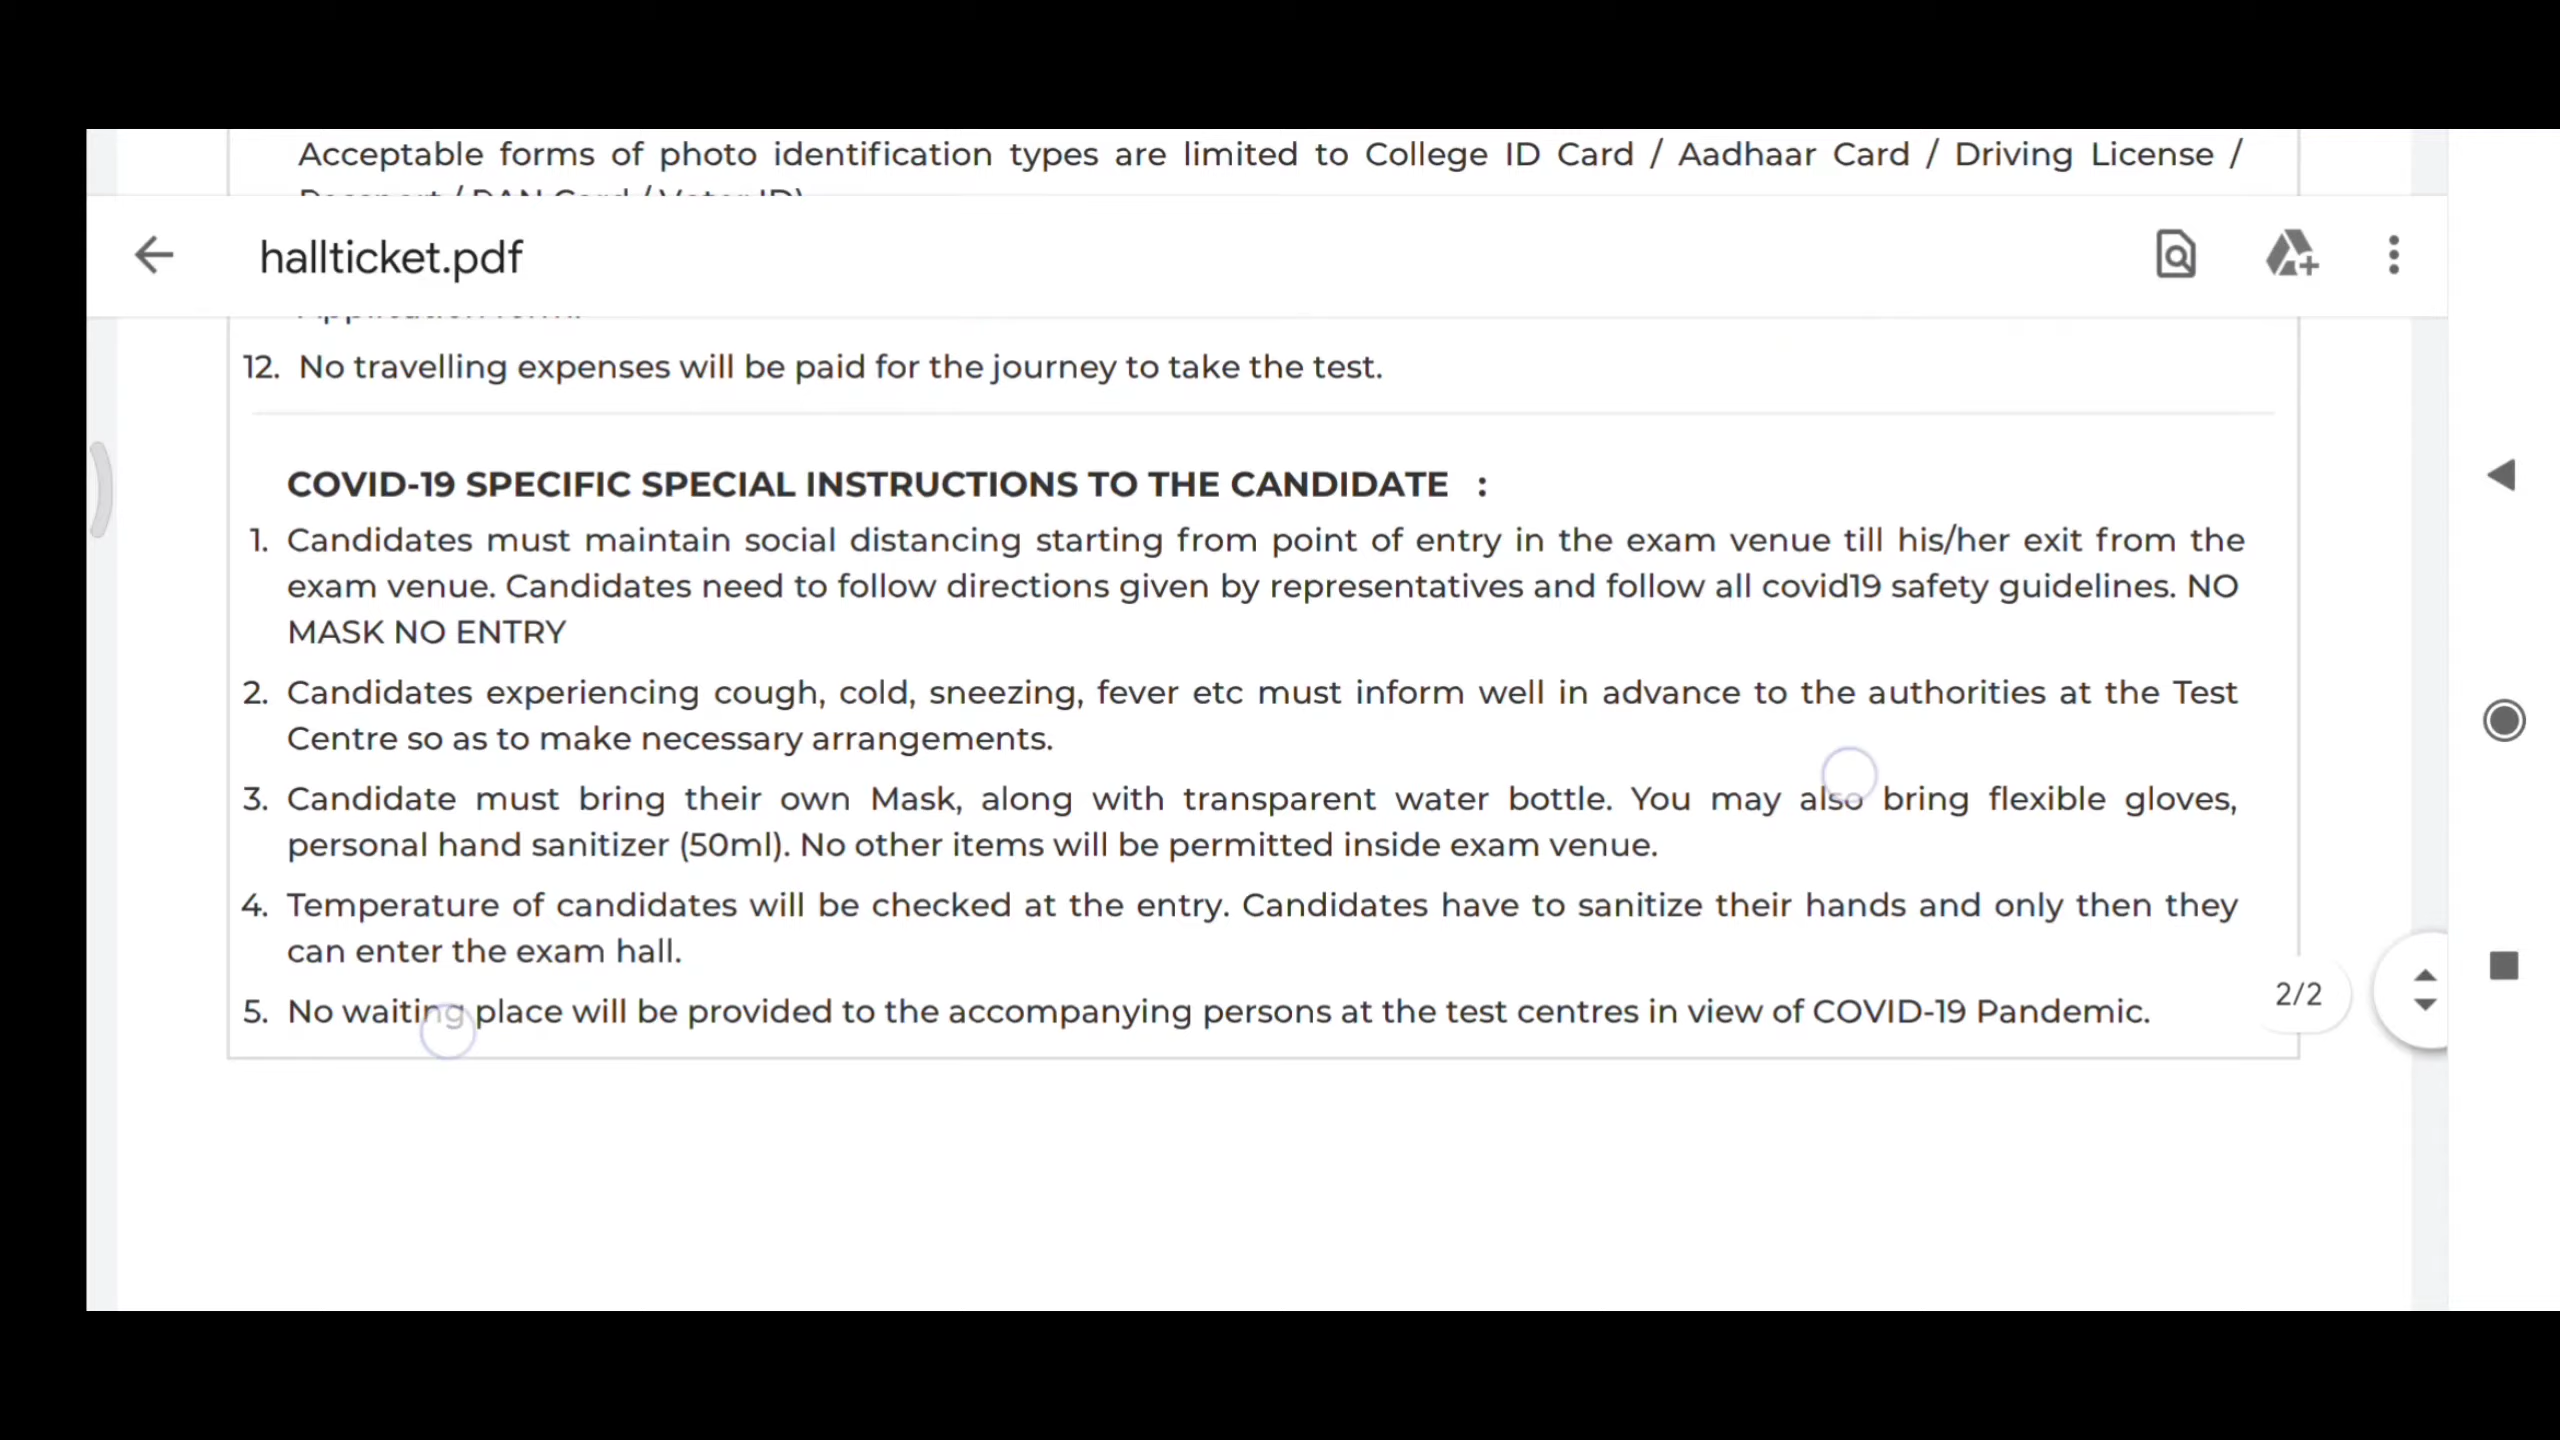 Acceptable forms of photo identification types are limited to College ID Card / Aadhaar Card / Driving License /
Passport / PAN Card / Voter ID)
hallticket.pdf
Application form.
12. No travelling expenses will be paid for the journey to take the test.
COVID-19 SPECIFIC SPECIAL INSTRUCTIONS TO THE CANDIDATE :
1. Candidates must maintain social distancing starting from point of entry in the exam venue till his/her exit from the
exam venue. Candidates need to follow directions given by representatives and follow all covid19 safety guidelines. NO
MASK NO ENTRY
2. Candidates experiencing cough, cold, sneezing, fever etc must inform well in advance to the authorities at the Test
Centre so as to make necessary arrangements.
3. Candidate must bring their own Mask, along with transparent water bottle. You may also bring flexible gloves,
personal hand sanitizer (50ml). No other items will be permitted inside exam venue.
4. Temperature of candidates will be checked at the entry. Candidates have to sanitize their hands and only then they
can enter the exam hall.
5. No waiting place will be provided to the accompanying persons at the test centres in view of COVID-19 Pandemic.
2/2